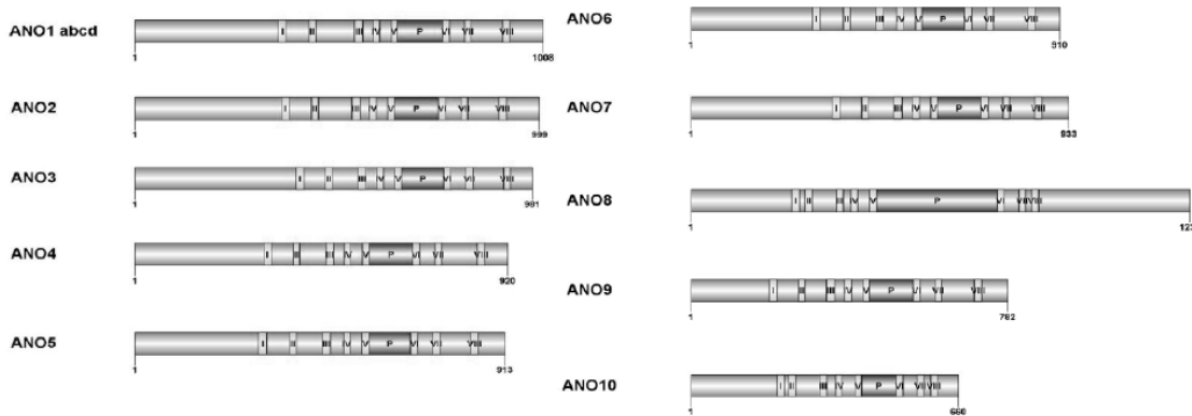 ANO1 abcd
I II III IV V P VI VII VIII
1 1008
ANO2
I II III IV V P VI VII VIII
1 999
ANO3
I II III IV V P VI VII VIII
1 981
ANO4
I II III IV V P VI VII VIII
1 920
ANO5
I II III IV V P VI VII VIII
1 913
ANO6
I II III IV V P VI VII VIII
1 910
ANO7
I II III IV V P VI VII VIII
1 933
ANO8
I II III IV V P VI VII VIII
1
ANO9
I II III IV V P VI VII VIII
1 782
ANO10
I II III IV V P VI VII VIII
1 660